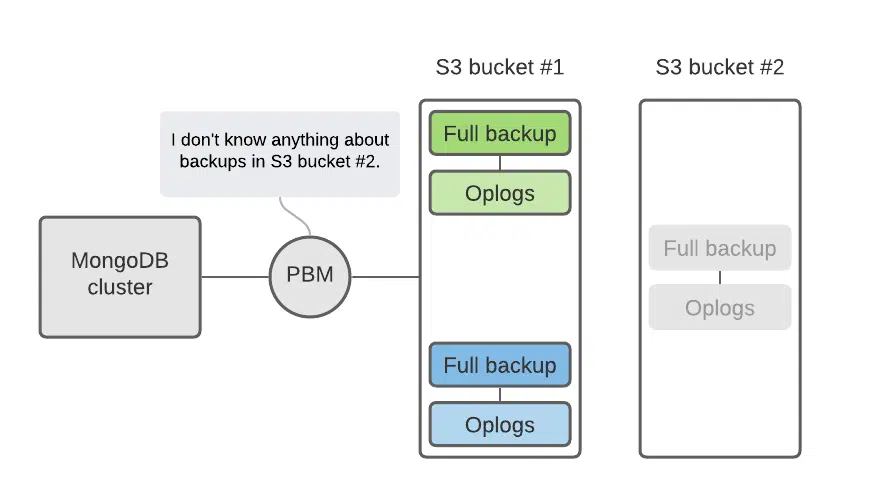 S3 bucket #1
S3 bucket #2
I don't know anything about
backups in S3 bucket #2.
MongoDB
cluster
PBM
Full backup
Oplogs
Full backup
Oplogs
Full backup
Oplogs